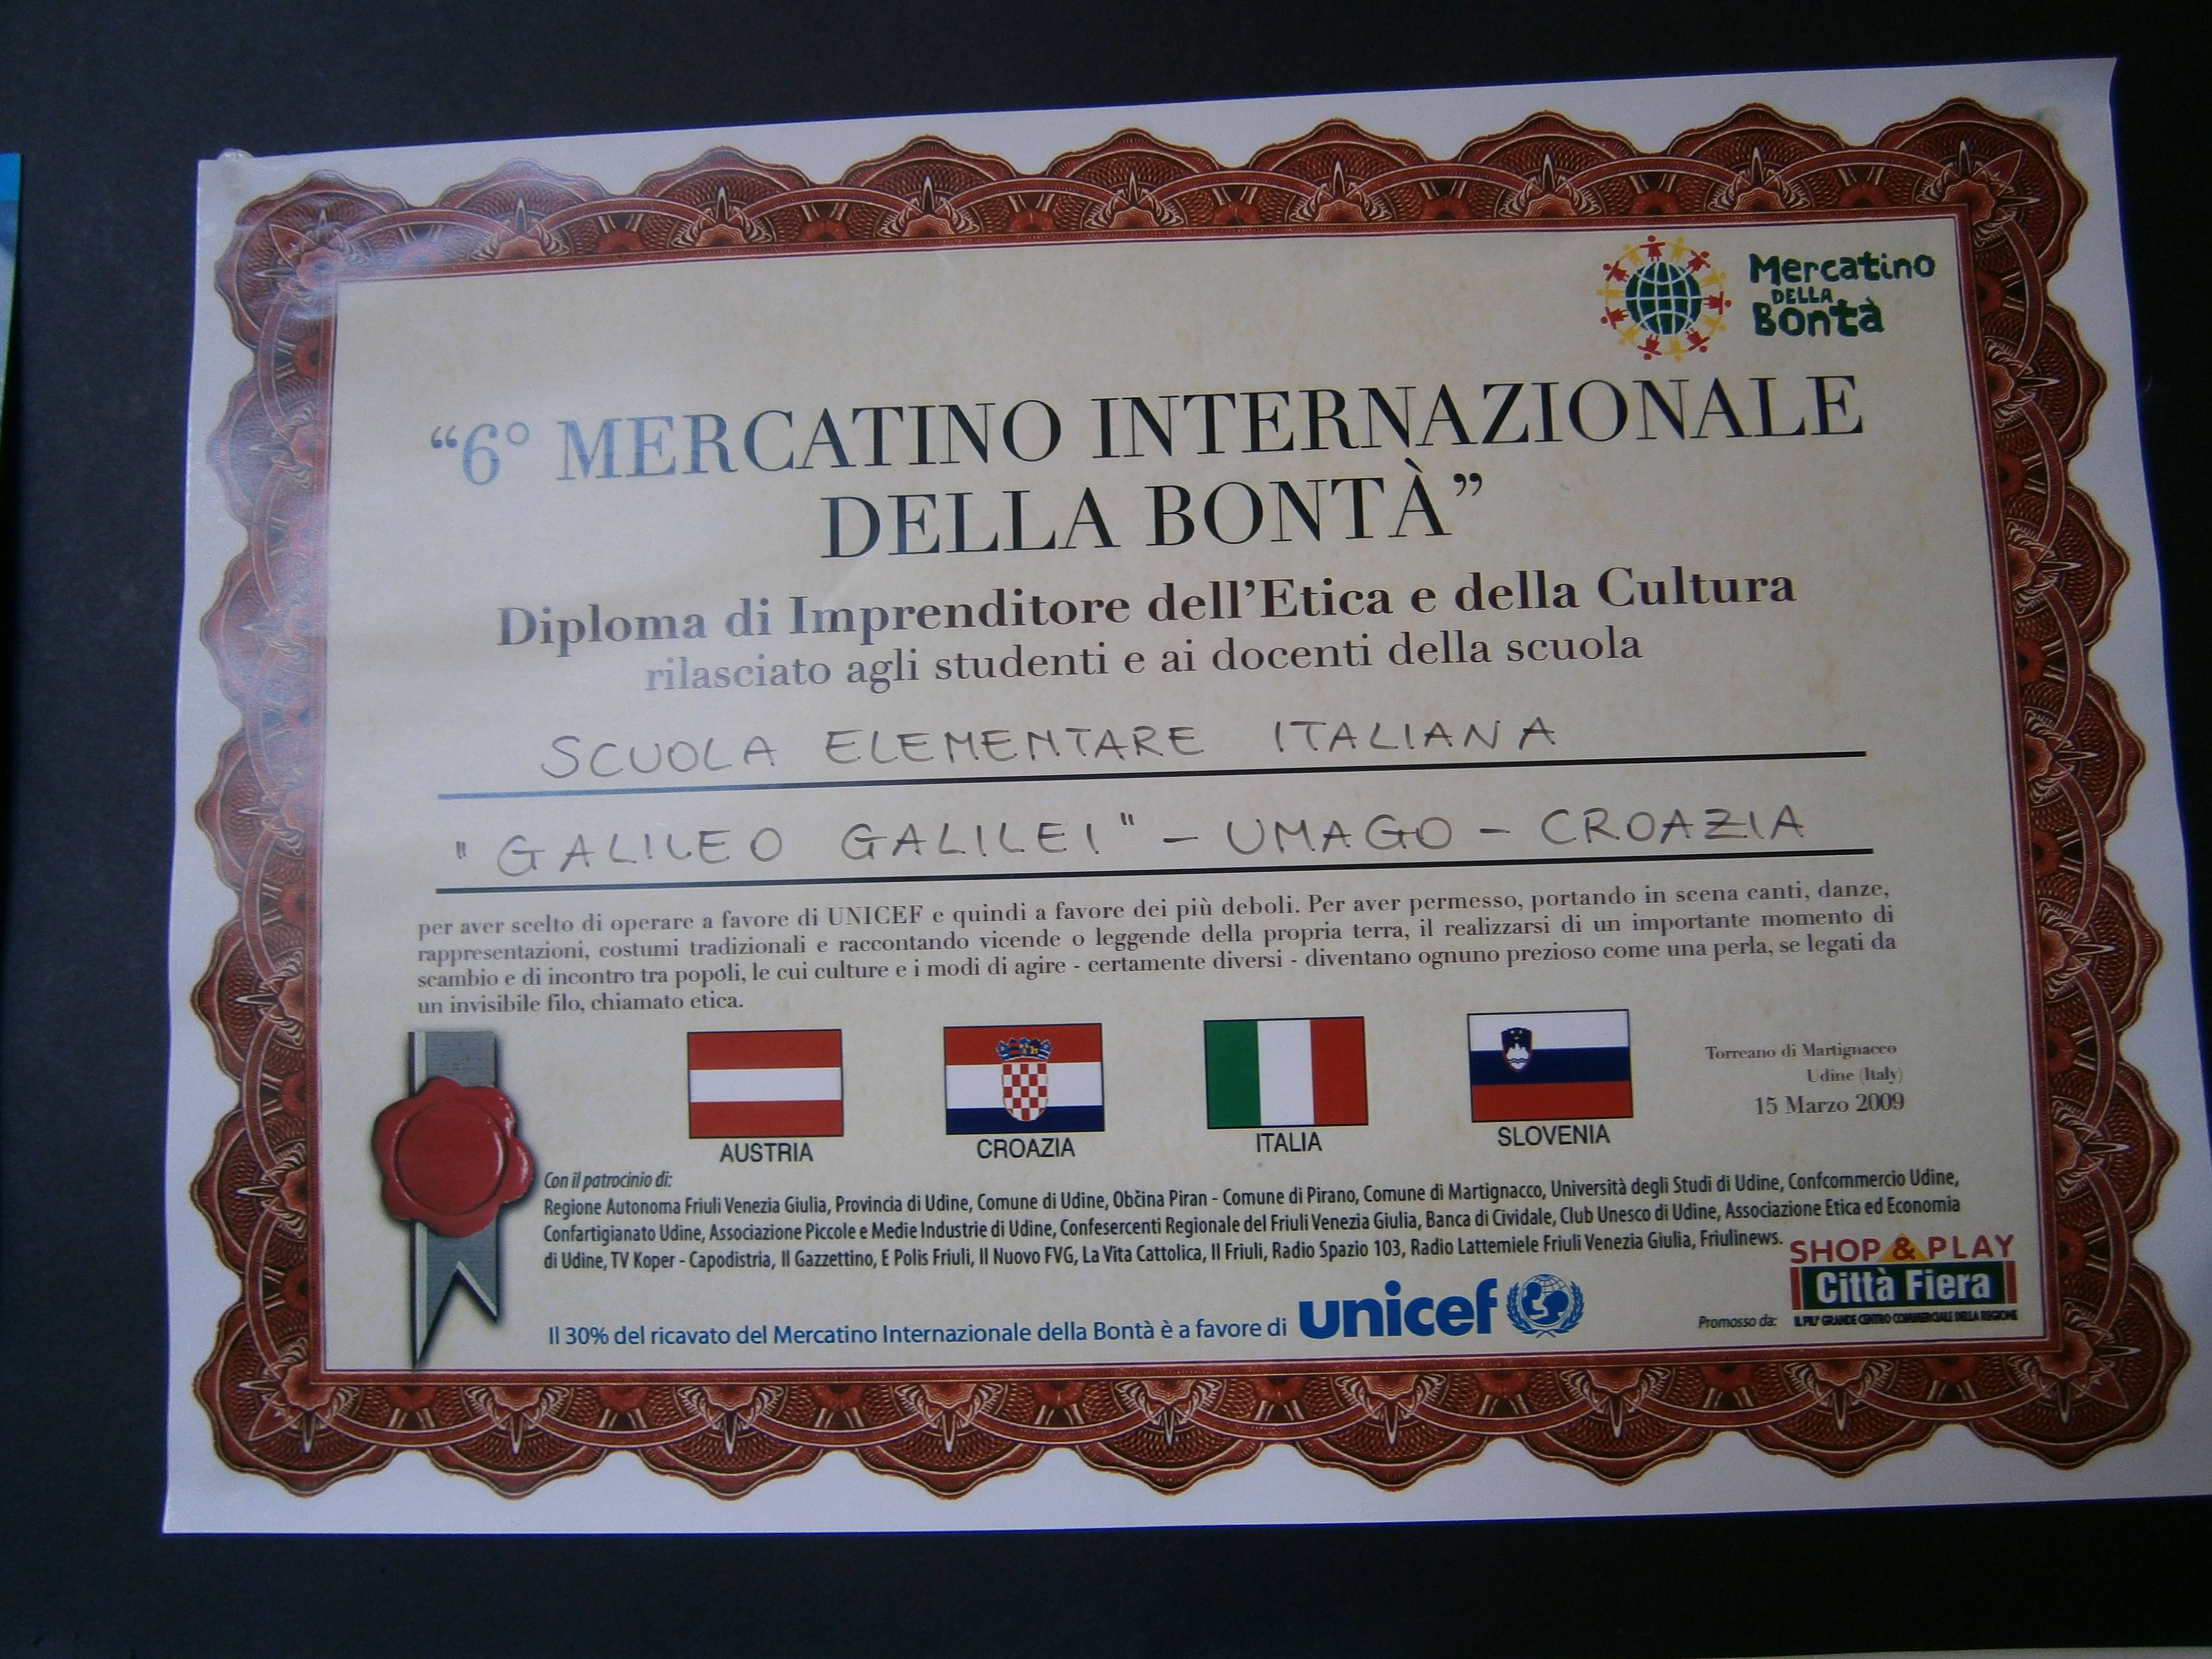 Mercatino
DELLA
Bontà
“6° MERCATINO INTERNAZIONALE
DELLA BONTÀ”
Diploma di Imprenditore dell’Etica e della Cultura
rilasciato agli studenti e ai docenti della scuola
SCUOLA ELEMENTARE ITALIANA
"GALILEO GALILEI" - UMAGO - CROAZIA
per aver scelto di operare a favore di UNICEF e quindi a favore dei più deboli. Per aver permesso, portando in scena canti, danze,
rappresentazioni, costumi tradizionali e raccontando vicende o leggende della propria terra, il realizzarsi di un importante momento di
scambio e di incontro tra popoli, le cui culture e i modi di agire - certamente diversi - diventano ognuno prezioso come una perla, se legati da
un invisibile filo, chiamato etica.
AUSTRIA
CROAZIA
ITALIA
SLOVENIA
Torreano di Martignacco
Udine (Italy)
15 Marzo 2009
Con il patrocinio di:
Regione Autonoma Friuli Venezia Giulia, Provincia di Udine, Comune di Udine, Občina Piran - Comune di Pirano, Comune di Martignacco, Università degli Studi di Udine, Confcommercio Udine,
Confartigianato Udine, Associazione Piccole e Medie Industrie di Udine, Confesercenti Regionale del Friuli Venezia Giulia, Banca di Cividale, Club Unesco di Udine, Associazione Etica ed Economia
di Udine, TV Koper - Capodistria, Il Gazzettino, E Polis Friuli, Il Nuovo FVG, La Vita Cattolica, Il Friuli, Radio Spazio 103, Radio Lattemiele Friuli Venezia Giulia, Friulinews.
Il 30% del ricavato del Mercatino Internazionale della Bontà è a favore di unicef
SHOP & PLAY
Città Fiera
Promosso da: IL PIU' GRANDE CENTRO COMMERCIALE DELLA REGIONE